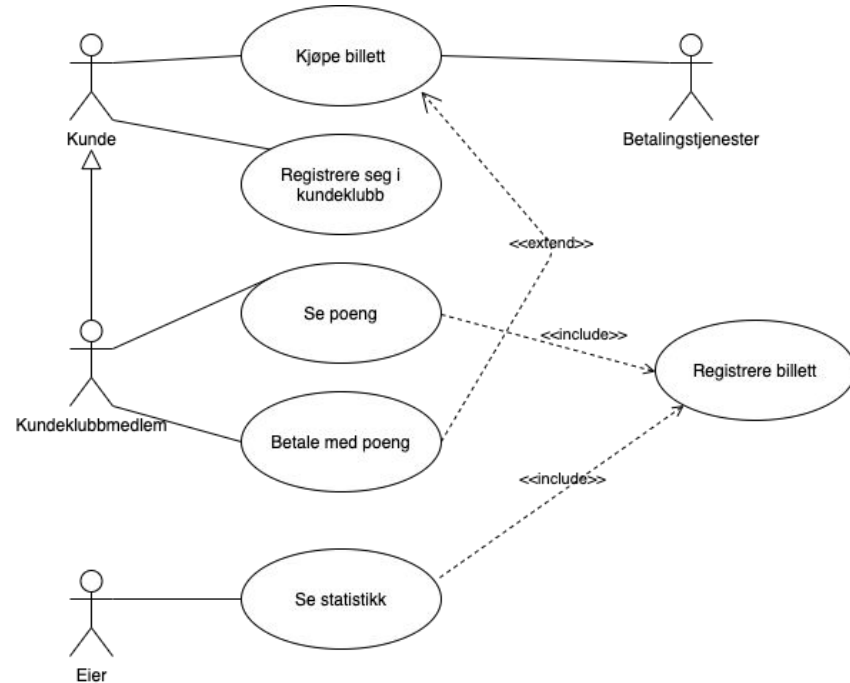 Kjøpe billett
Kunde
Betalingstjenester
Registrere seg i
kundeklubb
<<extend>>
Se poeng
<<include>>
Registrere billett
Kundeklubbmedlem
Betale med poeng
<<include>>
Se statistikk
Eier